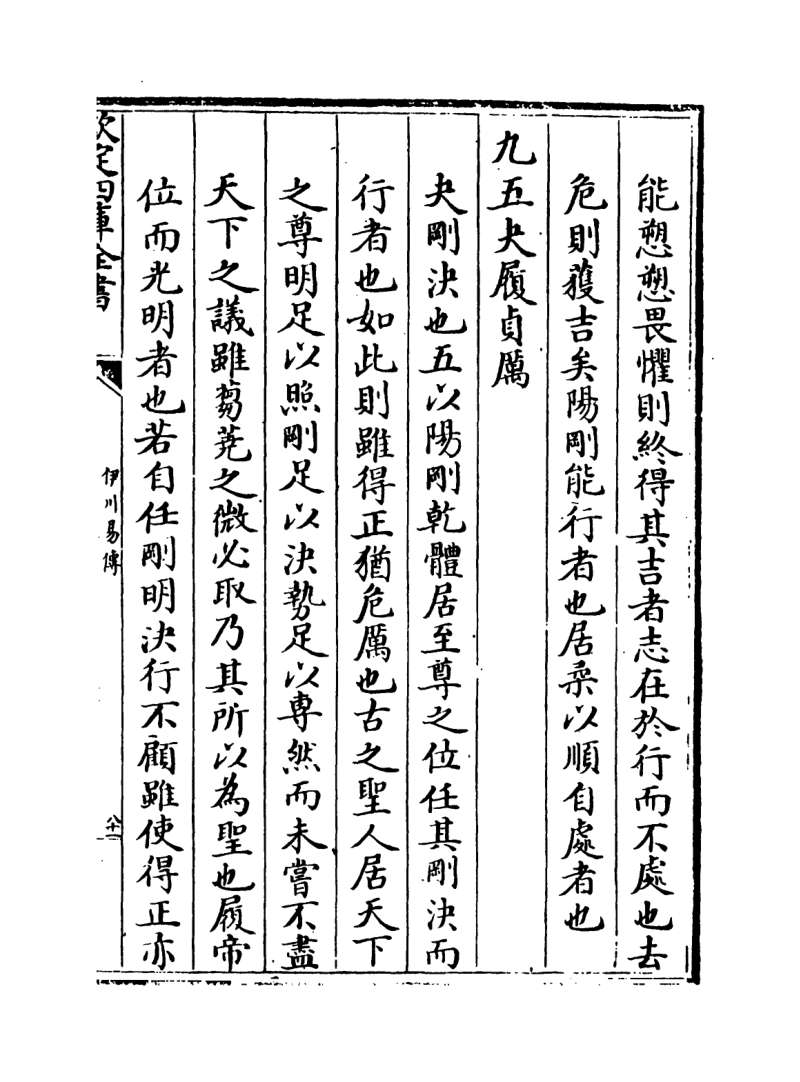 能愬愬畏懼則終得其吉者志在於行而不處也去
危則獲吉矣陽剛能行者也居柔以順自處者也
九五夬履貞厲
夬剛決也五以陽剛乾體居至尊之位任其剛決而
行者也如此則雖得正猶危厲也古之聖人居天下
之尊明足以照剛足以決勢足以専然而未嘗不盡
天下之議雖芻蕘之微必取乃其所以為聖也履帝
位而光明者也若自任剛明決行不顧雖使得正亦
欽定四庫全書
伊川易傳